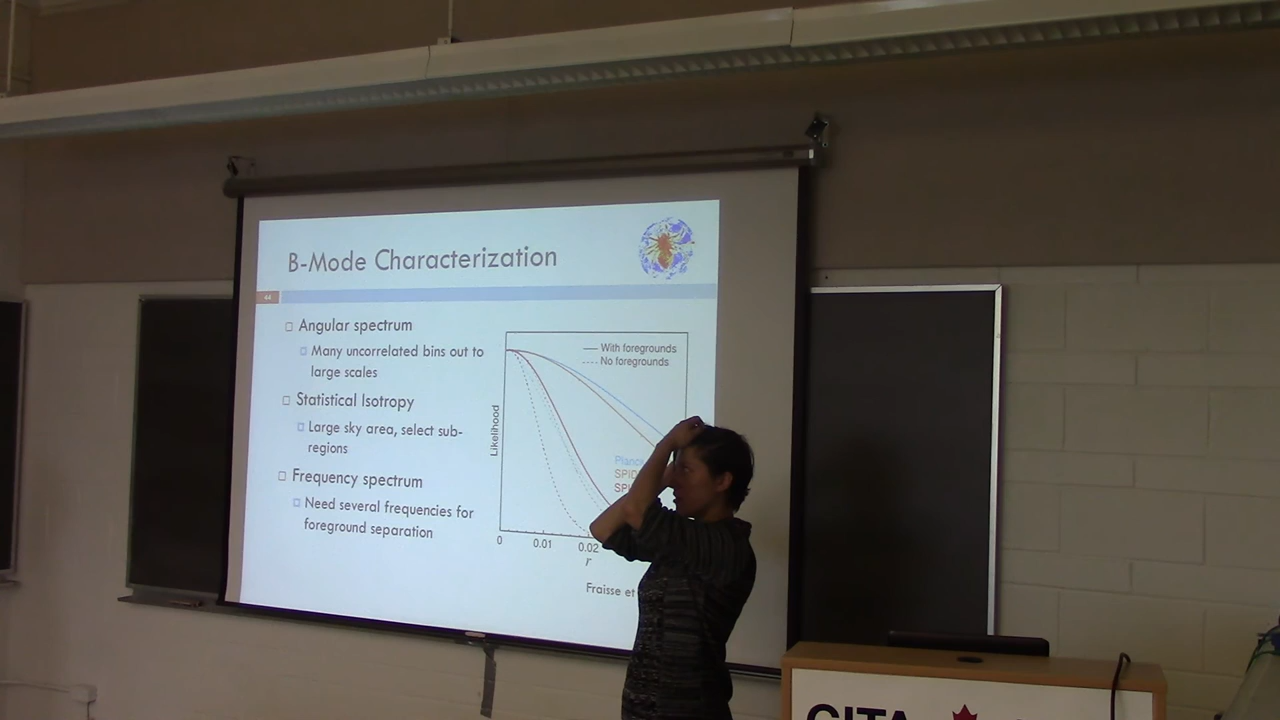 B-Mode Characterization
44
Angular spectrum
Many uncorrelated bins out to
large scales
Statistical Isotropy
Large sky area, select sub-
regions
Frequency spectrum
Need several frequencies for
foreground separation
With foregrounds
No foregrounds
Likelihood
0
0.01
0.02
r
Fraisse et
CITA